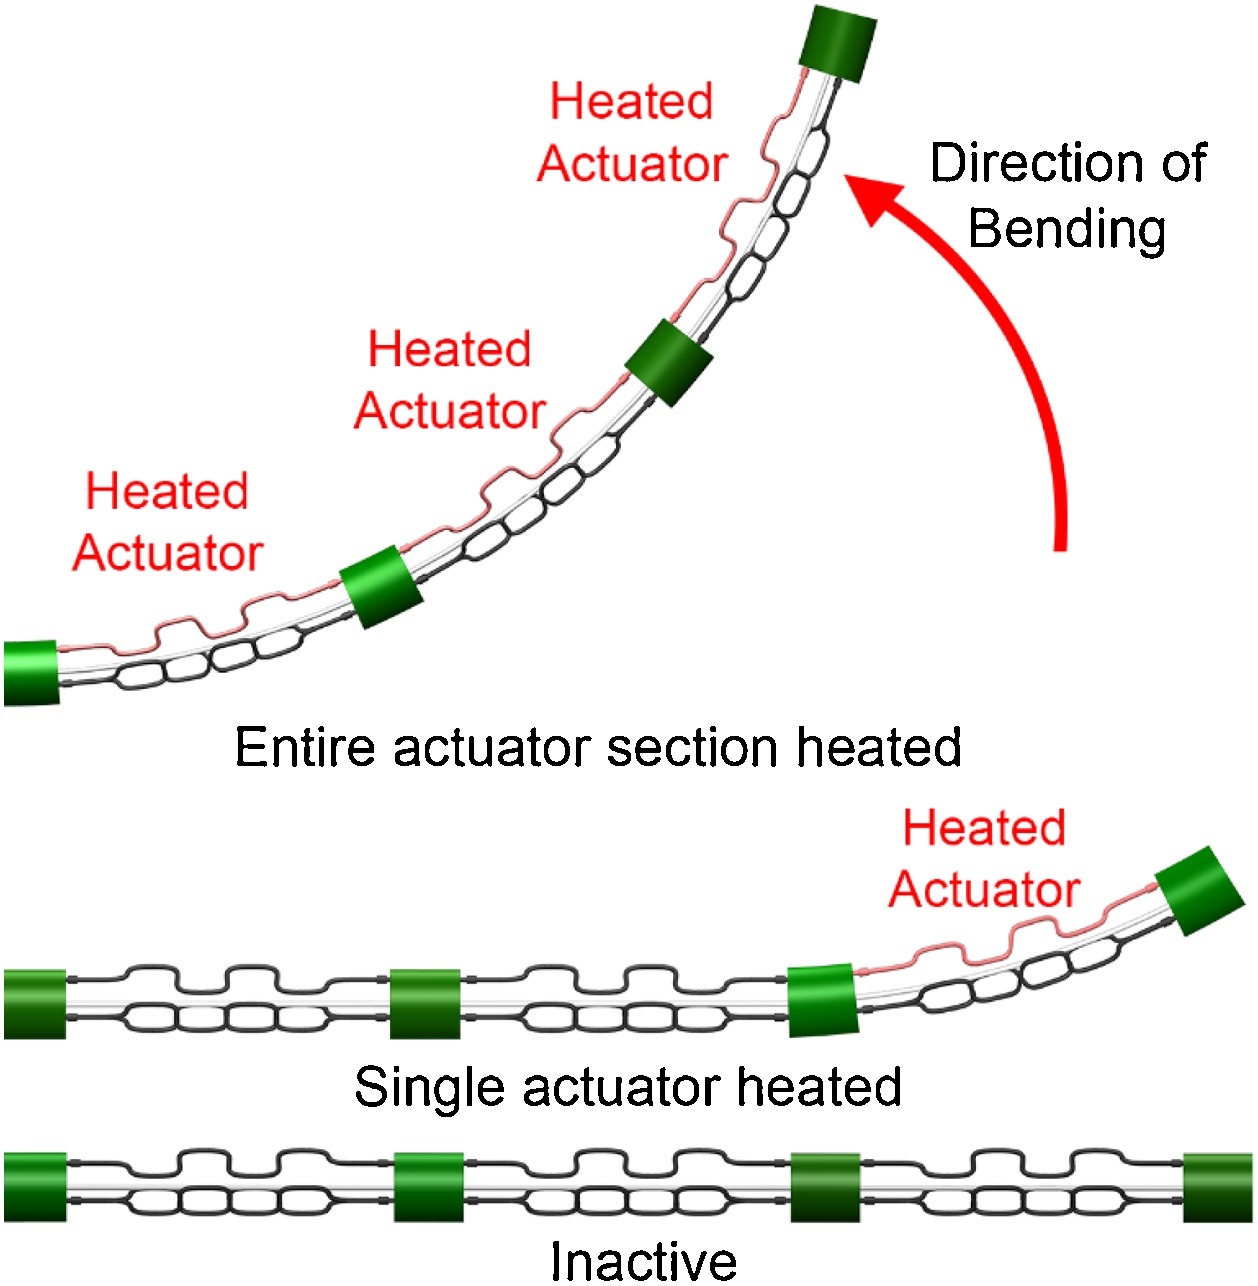 Heated
Actuator
Direction of
Bending
Heated
Actuator
Heated
Actuator
Entire actuator section heated
Heated
Actuator
Single actuator heated
Inactive